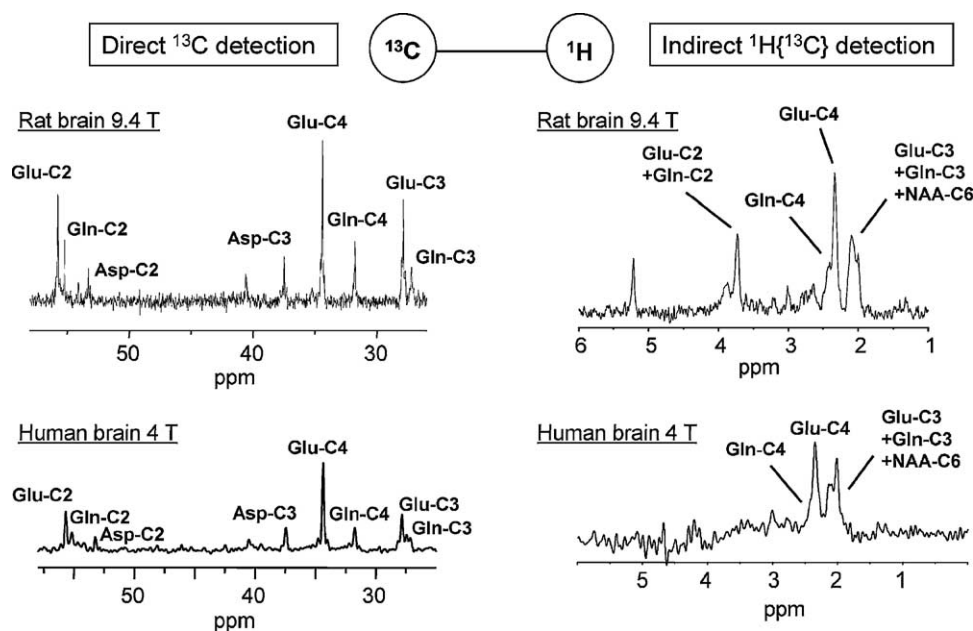 Direct ¹³C detection
¹³C
¹H
Indirect ¹H{¹³C} detection
Rat brain 9.4 T
Glu-C2
Gln-C2
Asp-C2
Asp-C3
Glu-C4
Gln-C4
Glu-C3
Gln-C3
50
40
30
ppm
Rat brain 9.4 T
Glu-C2
+Gln-C2
Gln-C4
Glu-C4
Glu-C3
+Gln-C3
+NAA-C6
6
5
4
3
2
1
ppm
Human brain 4 T
Glu-C2
Gln-C2
Asp-C2
Asp-C3
Glu-C4
Gln-C4
Glu-C3
Gln-C3
50
40
30
ppm
Human brain 4 T
Gln-C4
Glu-C4
Glu-C3
+Gln-C3
+NAA-C6
5
4
3
2
1
ppm